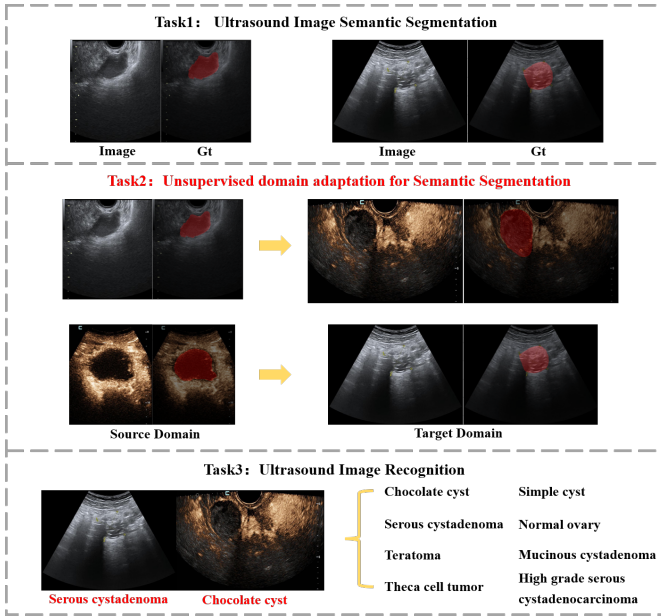 Task1：Ultrasound Image Semantic Segmentation
Image
Gt
Image
Gt
Task2：Unsupervised domain adaptation for Semantic Segmentation
Source Domain
Target Domain
Task3：Ultrasound Image Recognition
Serous cystadenoma
Chocolate cyst
Chocolate cyst
Simple cyst
Serous cystadenoma
Normal ovary
Teratoma
Mucinous cystadenoma
Theca cell tumor
High grade serous
cystadenocarcinoma